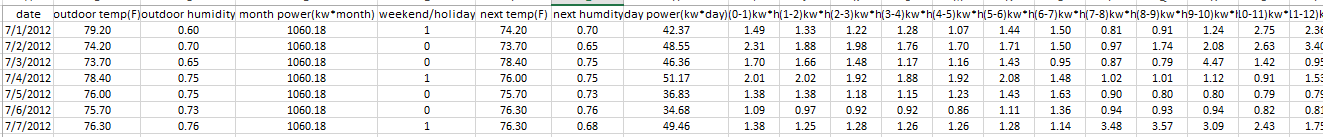 date outdoor temp(F) outdoor humidity month power(kw*month) weekend/holiday next temp(F) next humdity day power(kw*day) (0-1)kw*h (1-2)kw*h (2-3)kw*h (3-4)kw*h (4-5)kw*h (5-6)kw*h (6-7)kw*h (7-8)kw*h (8-9)kw*h 9-10)kw*h
7/1/2012 79.20 0.60 1060.18 1 74.20 0.70 42.37 1.49 1.33 1.22 1.28 1.07 1.44 1.50 0.81 0.91 1.24 2.75 2.36
7/2/2012 74.20 0.70 1060.18 0 73.70 0.65 48.55 2.31 1.88 1.98 1.76 1.70 1.71 1.50 0.97 1.74 2.08 2.63 3.40
7/3/2012 73.70 0.65 1060.18 0 78.40 0.75 46.36 1.70 1.66 1.48 1.17 1.16 1.43 0.95 0.87 0.79 4.47 1.42 0.95
7/4/2012 78.40 0.75 1060.18 1 76.00 0.75 51.17 2.01 2.02 1.92 1.88 1.92 2.08 1.48 1.02 1.01 1.12 0.91 1.53
7/5/2012 76.00 0.75 1060.18 0 75.70 0.73 36.83 1.38 1.38 1.18 1.15 1.23 1.43 1.63 0.90 0.80 0.80 0.79 0.79
7/6/2012 75.70 0.73 1060.18 0 76.30 0.76 34.68 1.09 0.97 0.92 0.92 0.86 1.11 1.36 0.94 0.93 0.94 0.82 0.81
7/7/2012 76.30 0.76 1060.18 1 76.30 0.68 49.46 1.38 1.25 1.28 1.26 1.26 1.28 1.14 3.48 3.57 3.09 2.43 1.75